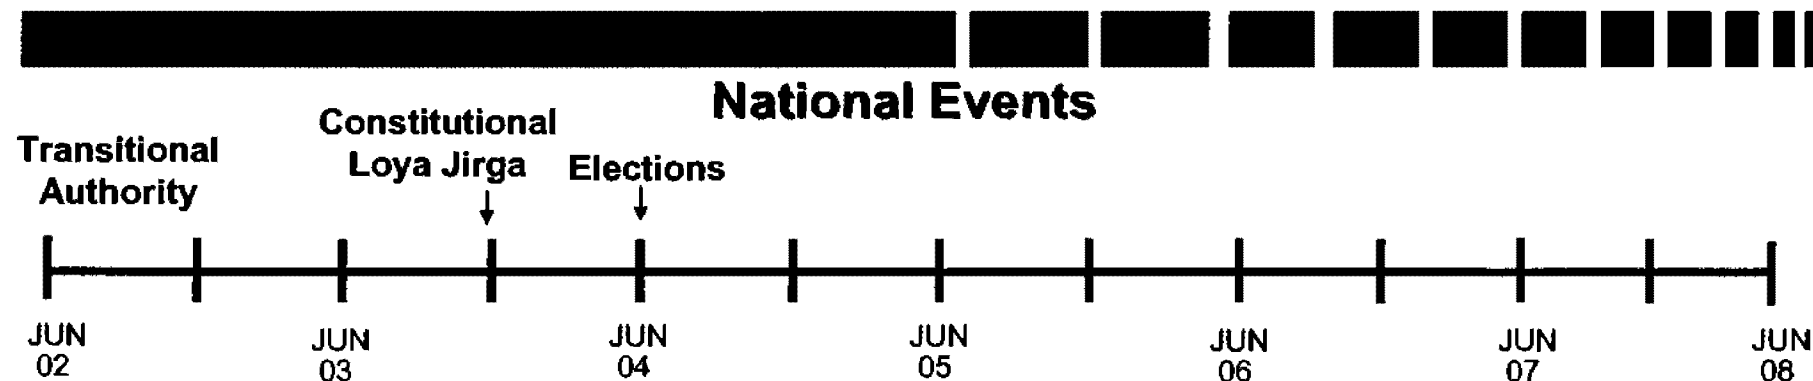 National Events
Transitional
Authority
Constitutional
Loya Jirga
Elections
JUN
02
JUN
03
JUN
04
JUN
05
JUN
06
JUN
07
JUN
08